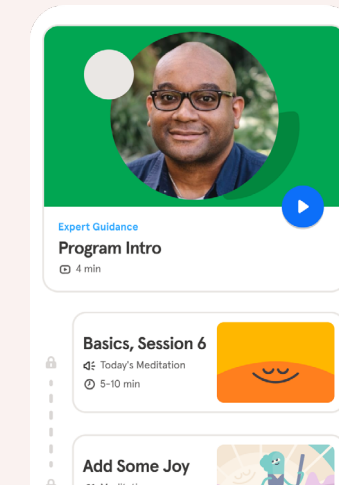 Expert Guidance
Program Intro
4 min
Basics, Session 6
Today's Meditation
5-10 min
Add Some Joy